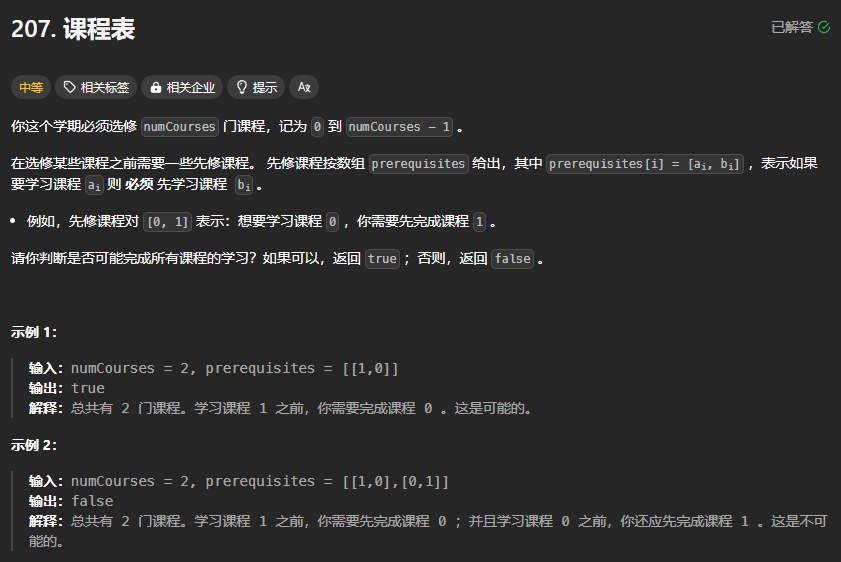 207. 课程表
已解答
中等 相关标签 相关企业 提示
你这个学期必须选修 numCourses 门课程，记为 0 到 numCourses - 1 。
在选修某些课程之前需要一些先修课程。 先修课程按数组 prerequisites 给出，其中 prerequisites[i] = [ai, bi] ，表示如果
要学习课程 ai 则 必须 先学习课程 bi 。
• 例如，先修课程对 [0, 1] 表示：想要学习课程 0 ，你需要先完成课程 1 。
请你判断是否可能完成所有课程的学习？如果可以，返回 true ；否则，返回 false 。
示例 1：
输入：numCourses = 2, prerequisites = [[1,0]]
输出：true
解释：总共有 2 门课程。学习课程 1 之前，你需要完成课程 0 。这是可能的。
示例 2：
输入：numCourses = 2, prerequisites = [[1,0],[0,1]]
输出：false
解释：总共有 2 门课程。学习课程 1 之前，你需要先完成课程 0 ；并且学习课程 0 之前，你还应先完成课程 1 。这是不可
能的。